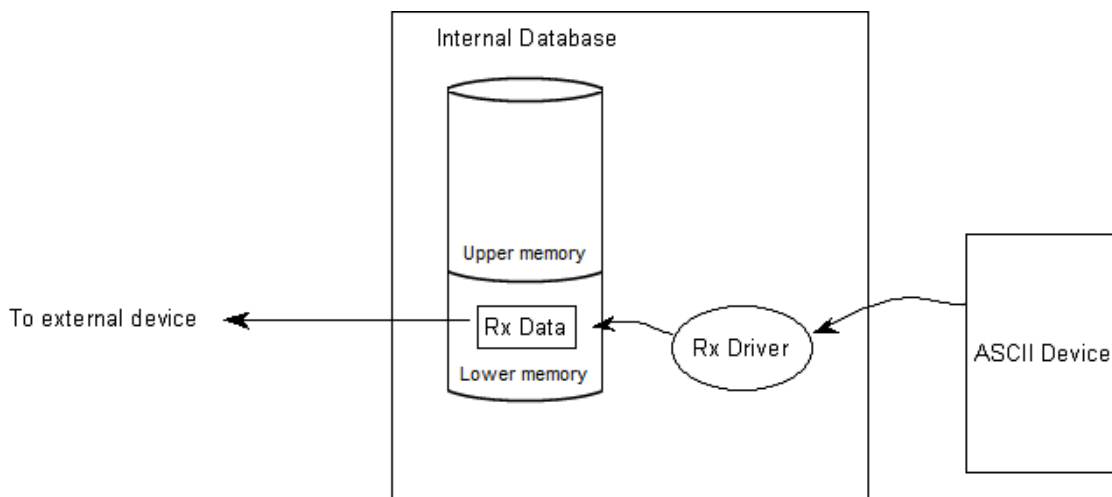 Internal Database
Upper memory
To external device
Rx Data
Rx Driver
ASCII Device
Lower memory